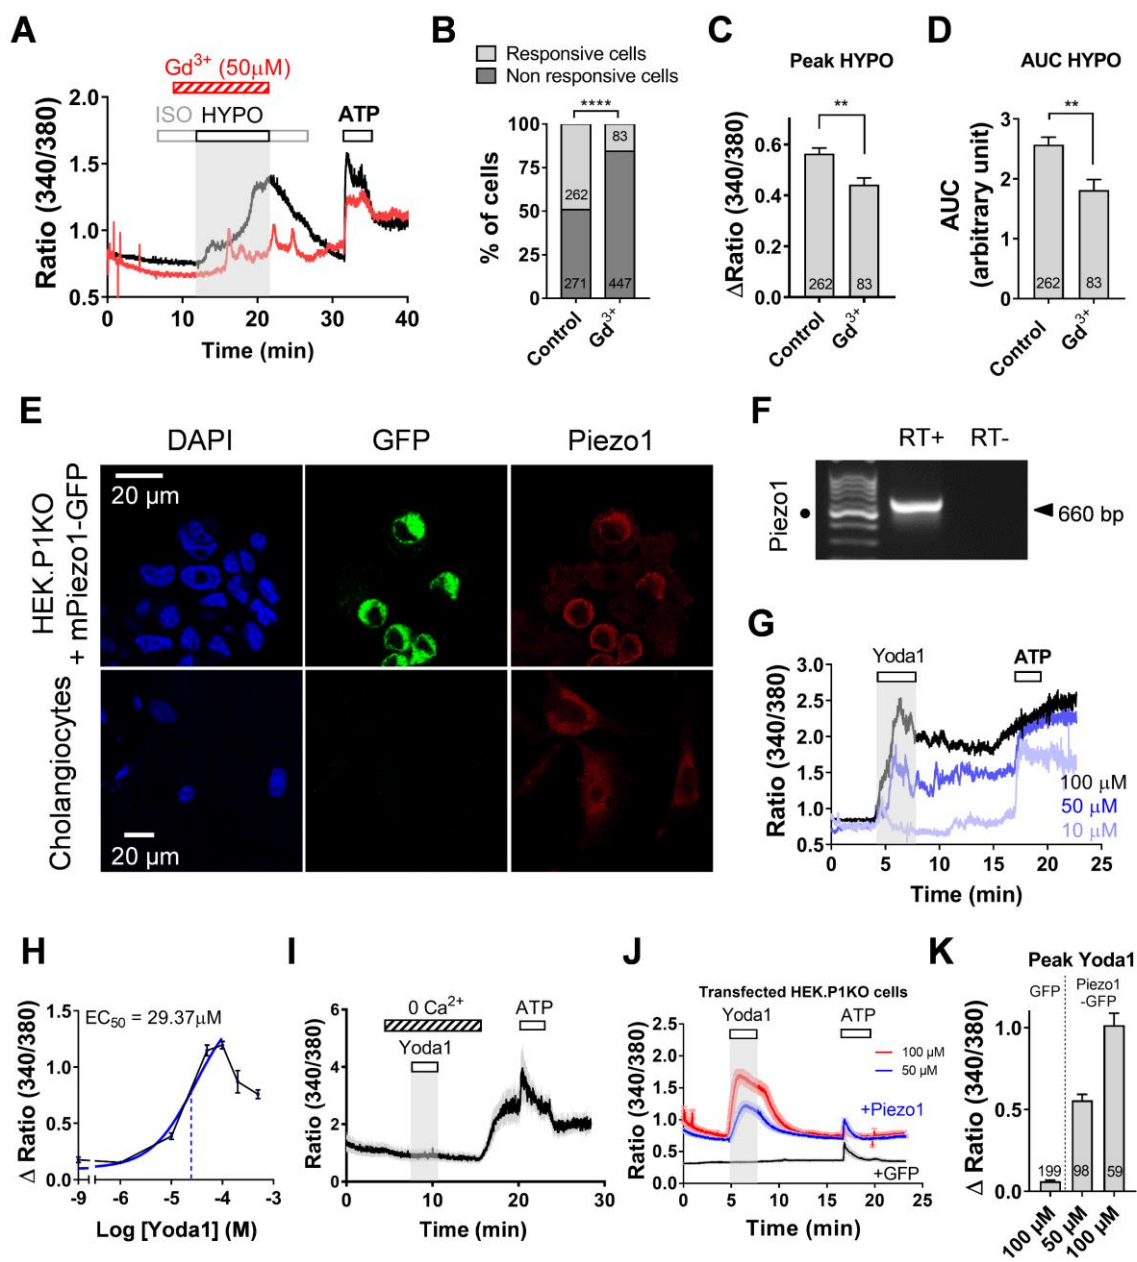 A
Gd³⁺ (50µM)
ISO HYPO ATP
Ratio (340/380)
2.0
1.5
1.0
0.5
0 10 20 30 40
Time (min)
B
Responsive cells
Non responsive cells
****
% of cells
100
75
50
25
0
262
271
83
447
Control
Gd³⁺
C
Peak HYPO
**
ΔRatio (340/380)
0.6
0.4
0.2
0.0
262 83
Control
Gd³⁺
D
AUC HYPO
**
AUC
(arbitrary unit)
3
2
1
0
262 83
Control
Gd³⁺
E
DAPI GFP Piezo1
HEK.P1KO
+ mPiezo1-GFP
20 µm
Cholangiocytes
20 µm
F
RT+ RT-
Piezo1
660 bp
G
Yoda1 ATP
Ratio (340/380)
3.0
2.5
2.0
1.5
1.0
0.5
100 µM
50 µM
10 µM
0 5 10 15 20 25
Time (min)
H
EC₅₀ = 29.37µM
Δ Ratio (340/380)
1.5
1.0
0.5
0.0
-9 -6 -5 -4 -3
Log [Yoda1] (M)
I
0 Ca²⁺
Yoda1
ATP
Ratio (340/380)
6
4
2
0
0 10 20 30
Time (min)
J
Transfected HEK.P1KO cells
Yoda1 ATP
100 µM
50 µM
+Piezo1
+GFP
Ratio (340/380)
2.5
2.0
1.5
1.0
0.5
0.0
0 5 10 15 20 25
Time (min)
K
Peak Yoda1
GFP
Piezo1
-GFP
Δ Ratio (340/380)
1.0
0.5
0.0
199 98 59
100 µM
50 µM
100 µM